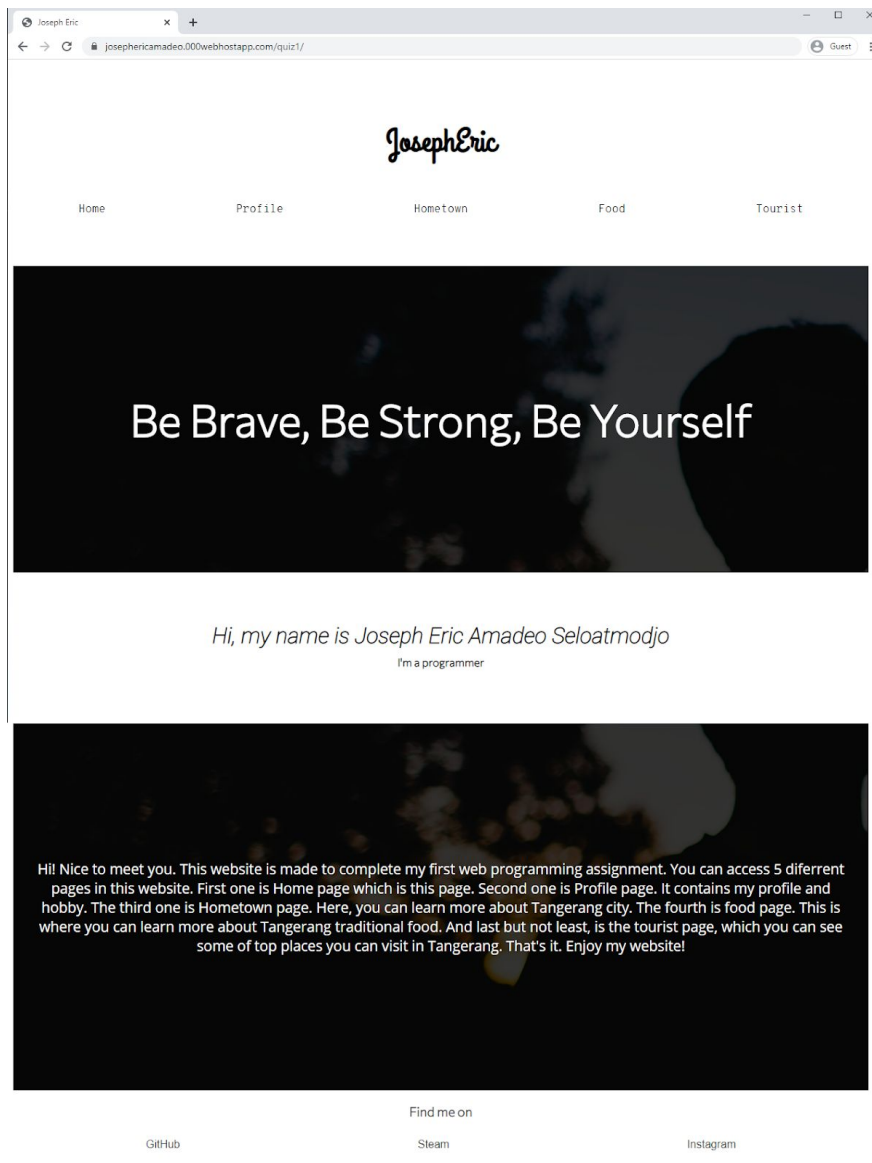 Joseph Eric
josephericamadeo.000webhostapp.com/quiz1/
Guest
JosephEric
Home Profile Hometown Food Tourist
Be Brave, Be Strong, Be Yourself
Hi, my name is Joseph Eric Amadeo Seloatmodjo
I'm a programmer
Hi! Nice to meet you. This website is made to complete my first web programming assignment. You can access 5 diferrent
pages in this website. First one is Home page which is this page. Second one is Profile page. It contains my profile and
hobby. The third one is Hometown page. Here, you can learn more about Tangerang city. The fourth is food page. This is
where you can learn more about Tangerang traditional food. And last but not least, is the tourist page, which you can see
some of top places you can visit in Tangerang. That's it. Enjoy my website!
Find me on
GitHub Steam Instagram